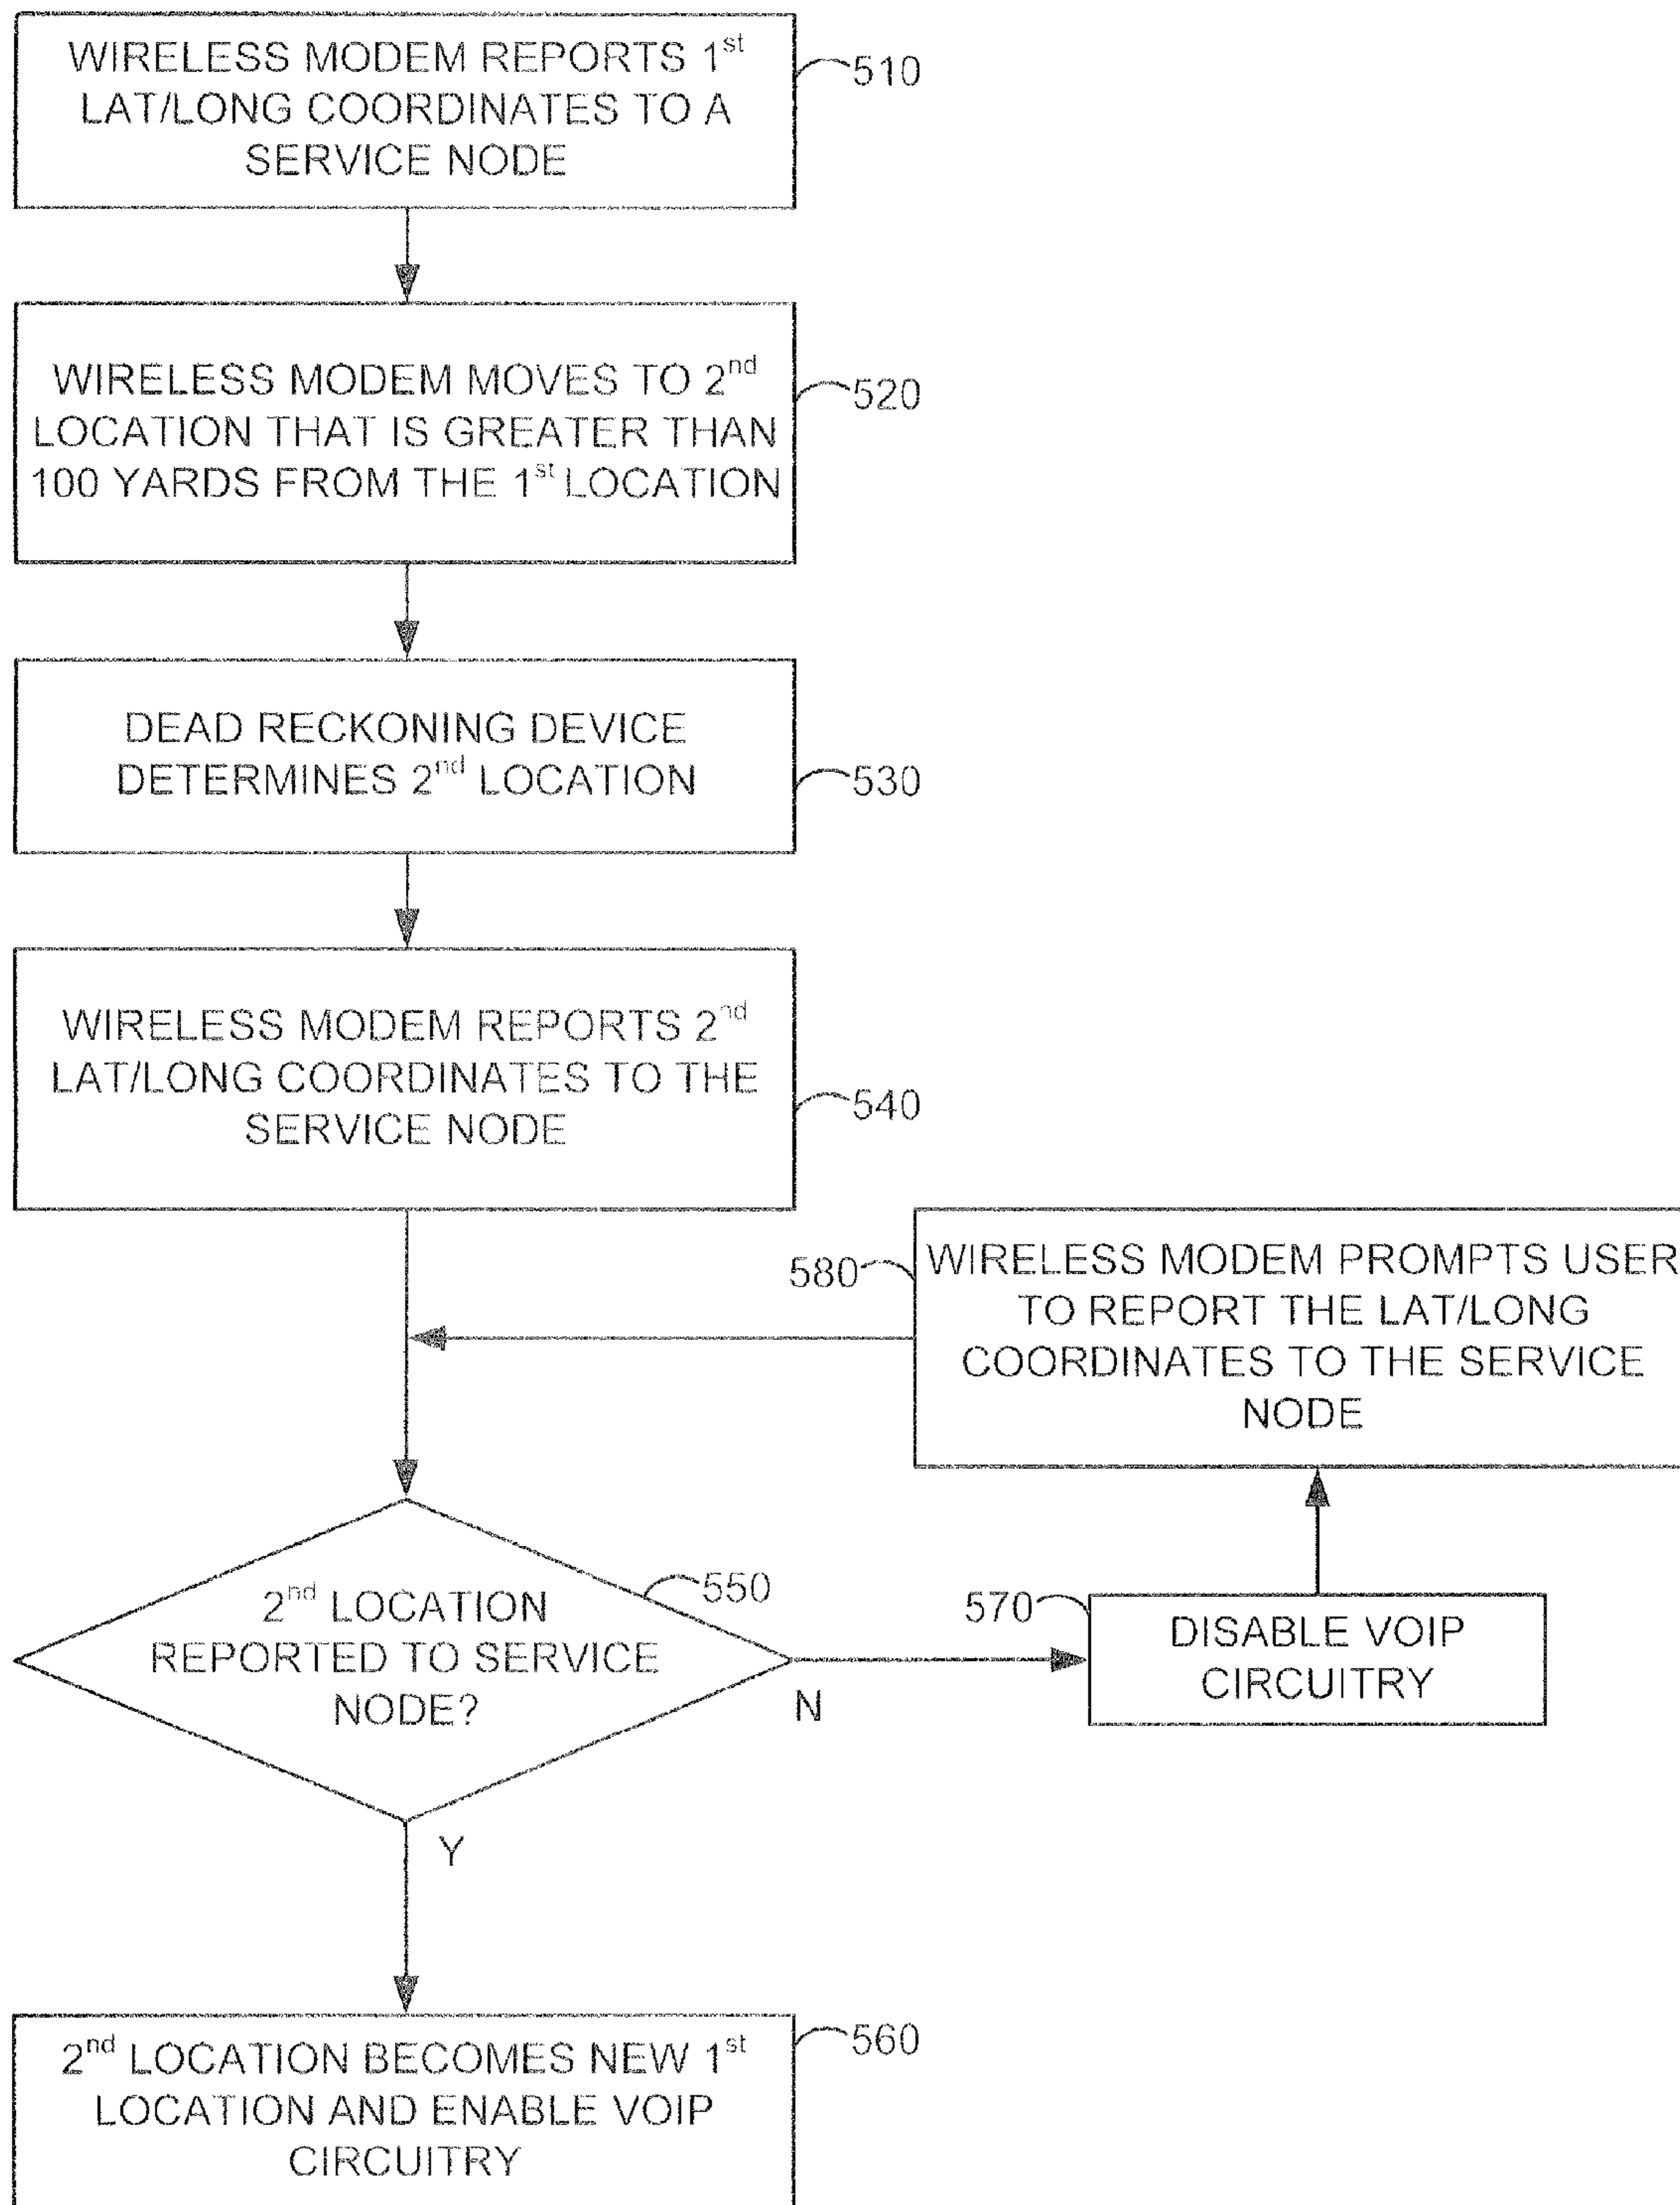 WIRELESS MODEM REPORTS 1st
LAT/LONG COORDINATES TO A
SERVICE NODE
510
WIRELESS MODEM MOVES TO 2nd
LOCATION THAT IS GREATER THAN
100 YARDS FROM THE 1st LOCATION
520
DEAD RECKONING DEVICE
DETERMINES 2nd LOCATION
530
WIRELESS MODEM REPORTS 2nd
LAT/LONG COORDINATES TO THE
SERVICE NODE
540
580
WIRELESS MODEM PROMPTS USER
TO REPORT THE LAT/LONG
COORDINATES TO THE SERVICE
NODE
2nd LOCATION
REPORTED TO SERVICE
NODE?
550
N
570
DISABLE VOIP
CIRCUITRY
Y
2nd LOCATION BECOMES NEW 1st
LOCATION AND ENABLE VOIP
CIRCUITRY
560